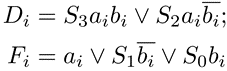 D_i = S_3 a_i b_i ∨ S_2 a_i \overline{b_i};
F_i = a_i ∨ S_1 \overline{b_i} ∨ S_0 b_i